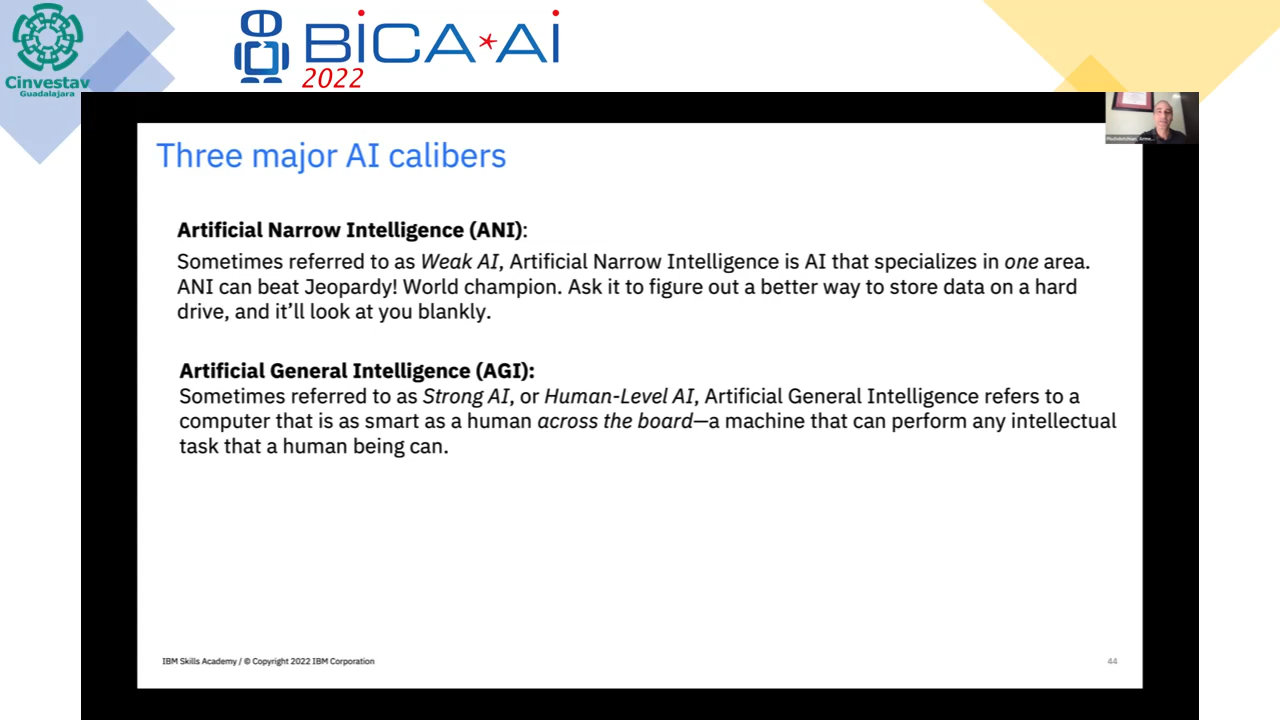 Cinvestav
Guadalajara
BiCA*Ai
2022
Three major AI calibers
Artificial Narrow Intelligence (ANI):
Sometimes referred to as Weak AI, Artificial Narrow Intelligence is AI that specializes in one area.
ANI can beat Jeopardy! World champion. Ask it to figure out a better way to store data on a hard
drive, and it’ll look at you blankly.
Artificial General Intelligence (AGI):
Sometimes referred to as Strong AI, or Human-Level AI, Artificial General Intelligence refers to a
computer that is as smart as a human across the board—a machine that can perform any intellectual
task that a human being can.
IBM Skills Academy / © Copyright 2022 IBM Corporation
44